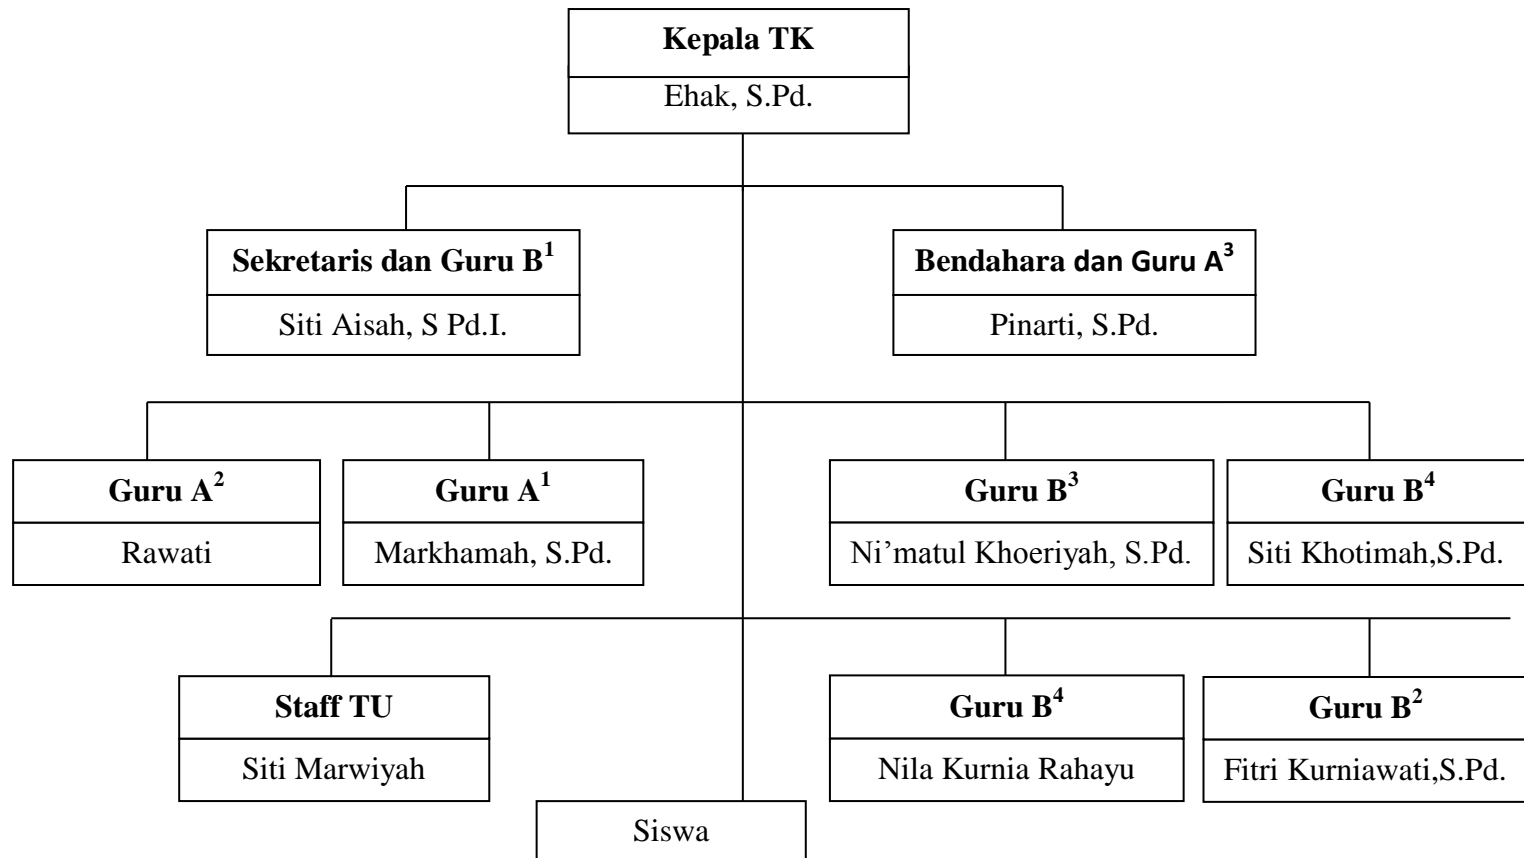 Kepala TK
Ehak, S.Pd.
Sekretaris dan Guru B¹
Siti Aisah, S Pd.I.
Bendahara dan Guru A³
Pinarti, S.Pd.
Guru A²
Rawati
Guru A¹
Markhamah, S.Pd.
Guru B³
Ni’matul Khoeriyah, S.Pd.
Guru B⁴
Siti Khotimah,S.Pd.
Staff TU
Siti Marwiyah
Guru B⁴
Nila Kurnia Rahayu
Guru B²
Fitri Kurniawati,S.Pd.
Siswa